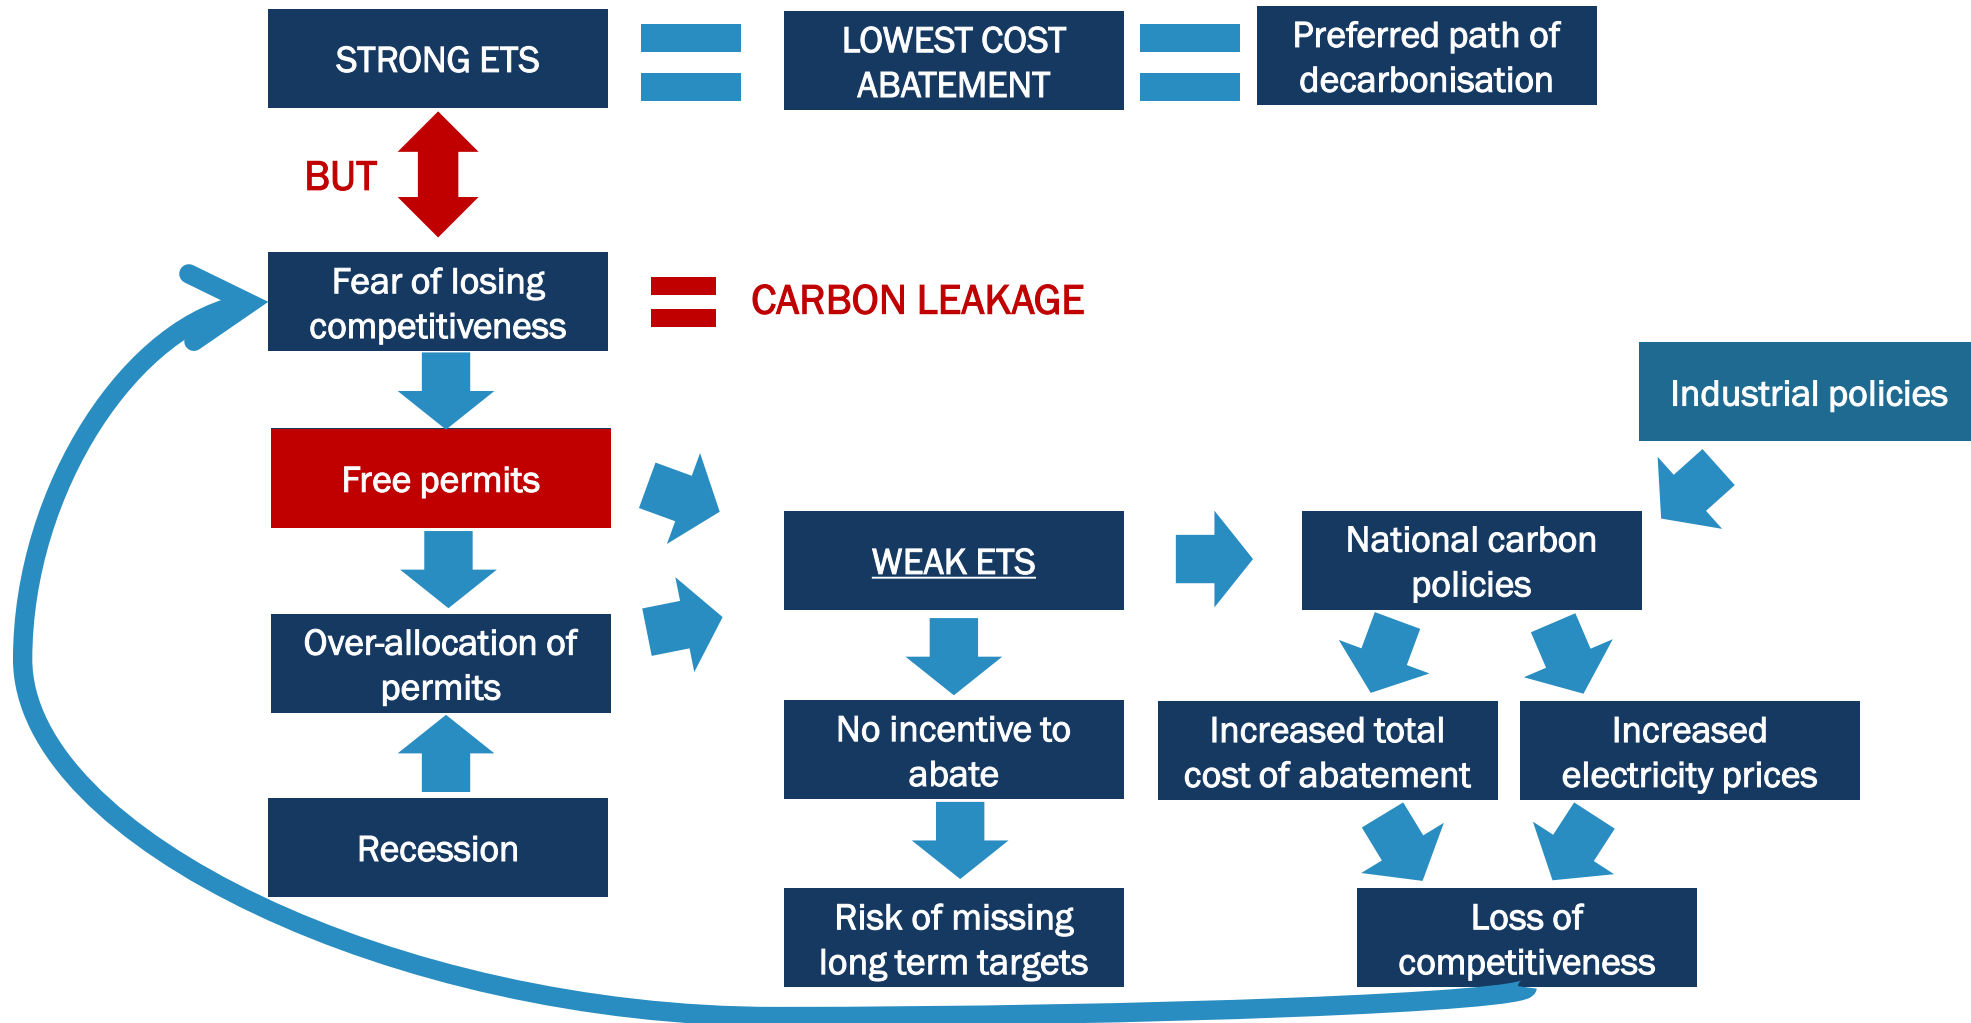 STRONG ETS
LOWEST COST
ABATEMENT
Preferred path of
decarbonisation
BUT
Fear of losing
competitiveness
CARBON LEAKAGE
Industrial policies
Free permits
WEAK ETS
National carbon
policies
Over-allocation of
permits
No incentive to
abate
Increased total
cost of abatement
Increased
electricity prices
Recession
Risk of missing
long term targets
Loss of
competitiveness